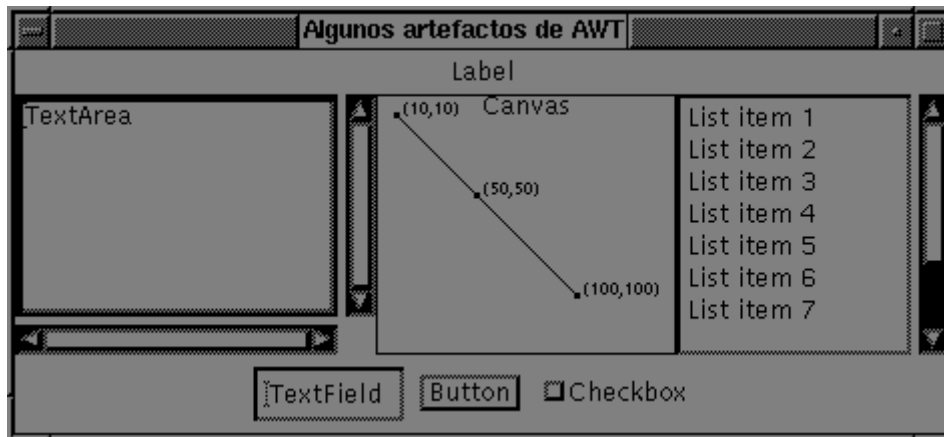 Algunos artefactos de AWT
Label
TextArea
(10,10)
Canvas
(50,50)
(100,100)
List item 1
List item 2
List item 3
List item 4
List item 5
List item 6
List item 7
TextField
Button
Checkbox